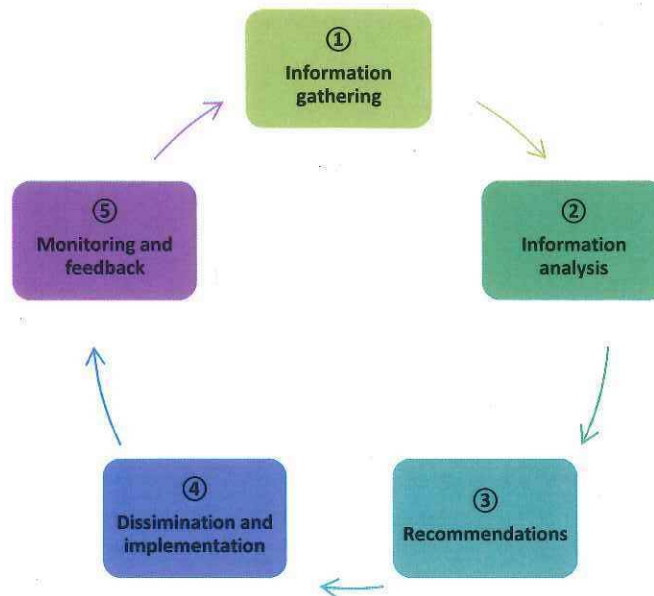 ①
Information
gathering
②
Information
analysis
③
Recommendations
④
Dissimination and
implementation
⑤
Monitoring and
feedback